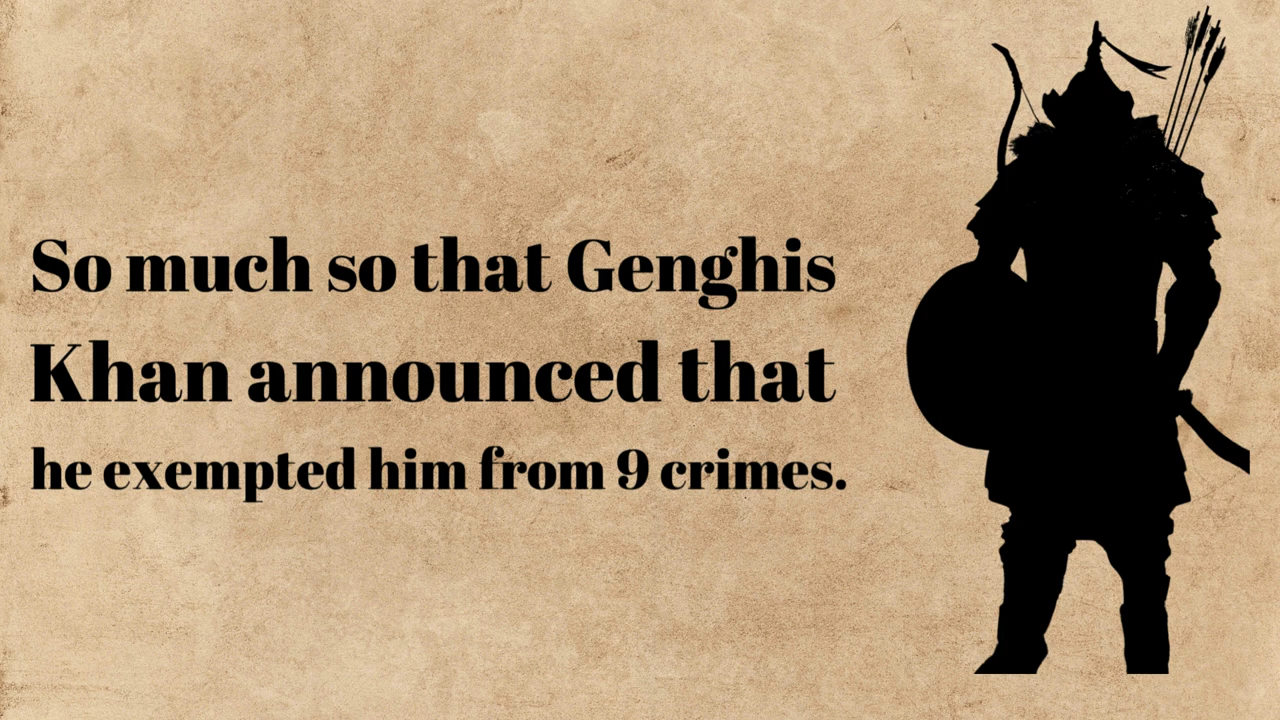 So much so that Genghis
Khan announced that
he exempted him from 9 crimes.